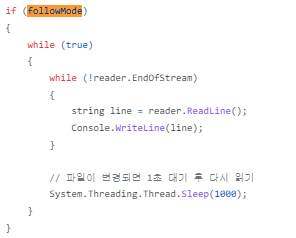 if (followMode)
{
    while (true)
    {
        while (!reader.EndOfStream)
        {
            string line = reader.ReadLine();
            Console.WriteLine(line);
        }

        // 파일이 변경되면 1초 대기 후 다시 읽기
        System.Threading.Thread.Sleep(1000);
    }
}